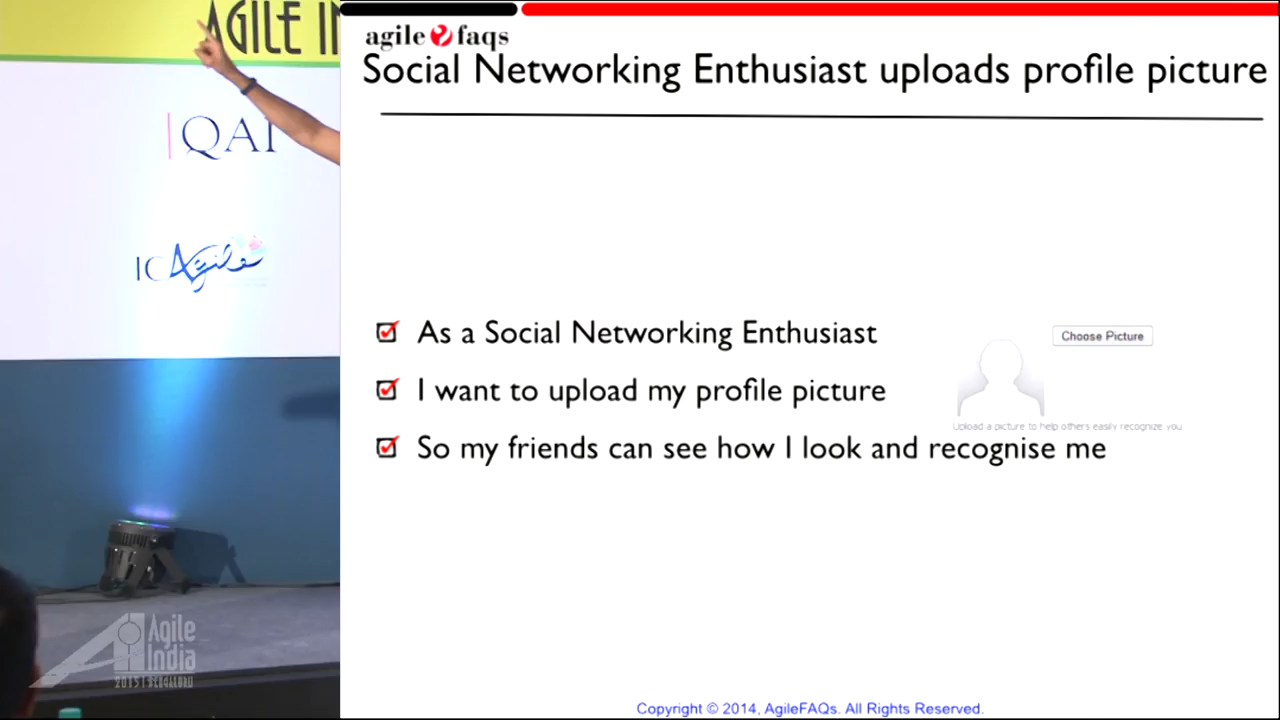 AGILE IN
QAI
ICAgile
Agile
India
2015 | BENGALURU
agile faqs
Social Networking Enthusiast uploads profile picture
As a Social Networking Enthusiast
I want to upload my profile picture
So my friends can see how I look and recognise me
Choose Picture
Upload a picture to help others easily recognize you
Copyright © 2014, AgileFAQs. All Rights Reserved.